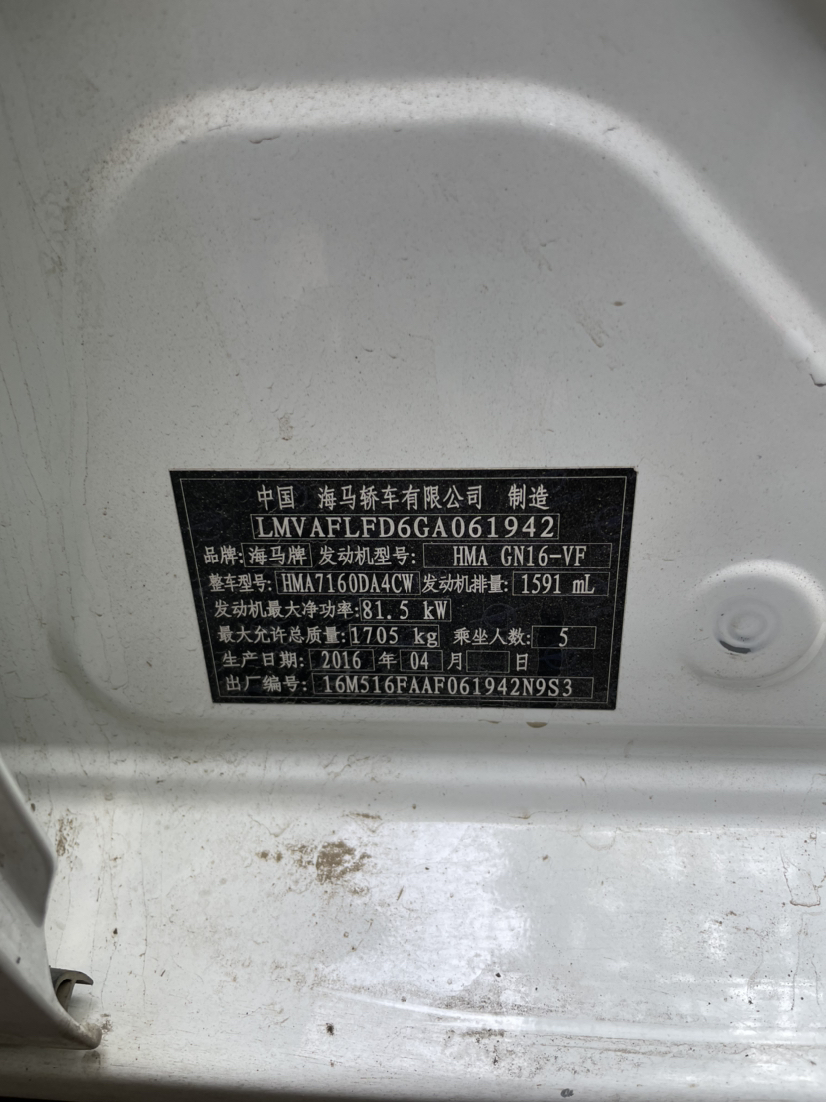 中国 海马轿车有限公司 制造
LMVAFLFD6GA061942
品牌: 海马牌 发动机型号: HMA GN16-VF
整车型号: HMA7160DA4CW 发动机排量: 1591 mL
发动机最大净功率: 81.5 kW
最大允许总质量: 1705 kg 乘坐人数: 5
生产日期: 2016 年 04 月 日
出厂编号: 16M516FAAF061942N9S3